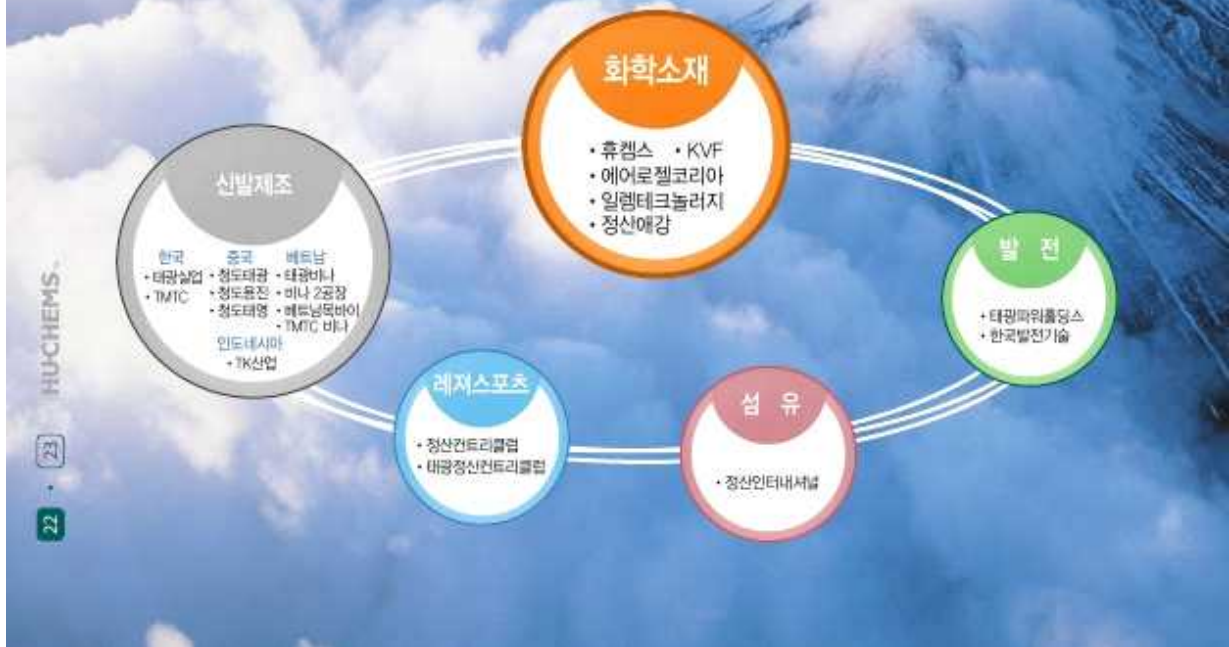 화학소재
• 휴켐스 • KVF
• 에어로젤코리아
• 일렘테크놀러지
• 정산애강
신발제조
한국
• 태광실업
• TMTC
중국
• 청도태광
• 청도용진
• 청도태영
베트남
• 태광비나
• 비나 2공장
• 베트남목바이
• TMTC 비나
인도네시아
• TK산업
발 전
• 태광파워홀딩스
• 한국발전기술
레져스포츠
• 정산컨트리클럽
• 태광정산컨트리클럽
섬 유
• 정산인터내셔널
HUCHEMS
22 • 23